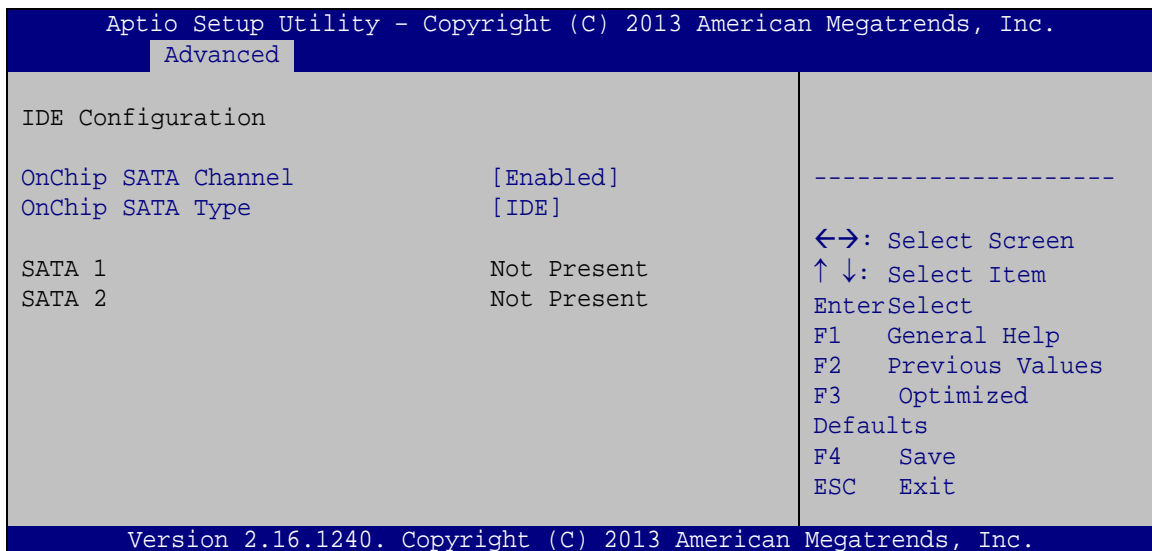 Aptio Setup Utility – Copyright (C) 2013 American Megatrends, Inc.
Advanced
IDE Configuration
OnChip SATA Channel [Enabled]
OnChip SATA Type [IDE]
SATA 1 Not Present
SATA 2 Not Present
---------------------
←→: Select Screen
↑ ↓: Select Item
EnterSelect
F1 General Help
F2 Previous Values
F3 Optimized
Defaults
F4 Save
ESC Exit
Version 2.16.1240. Copyright (C) 2013 American Megatrends, Inc.